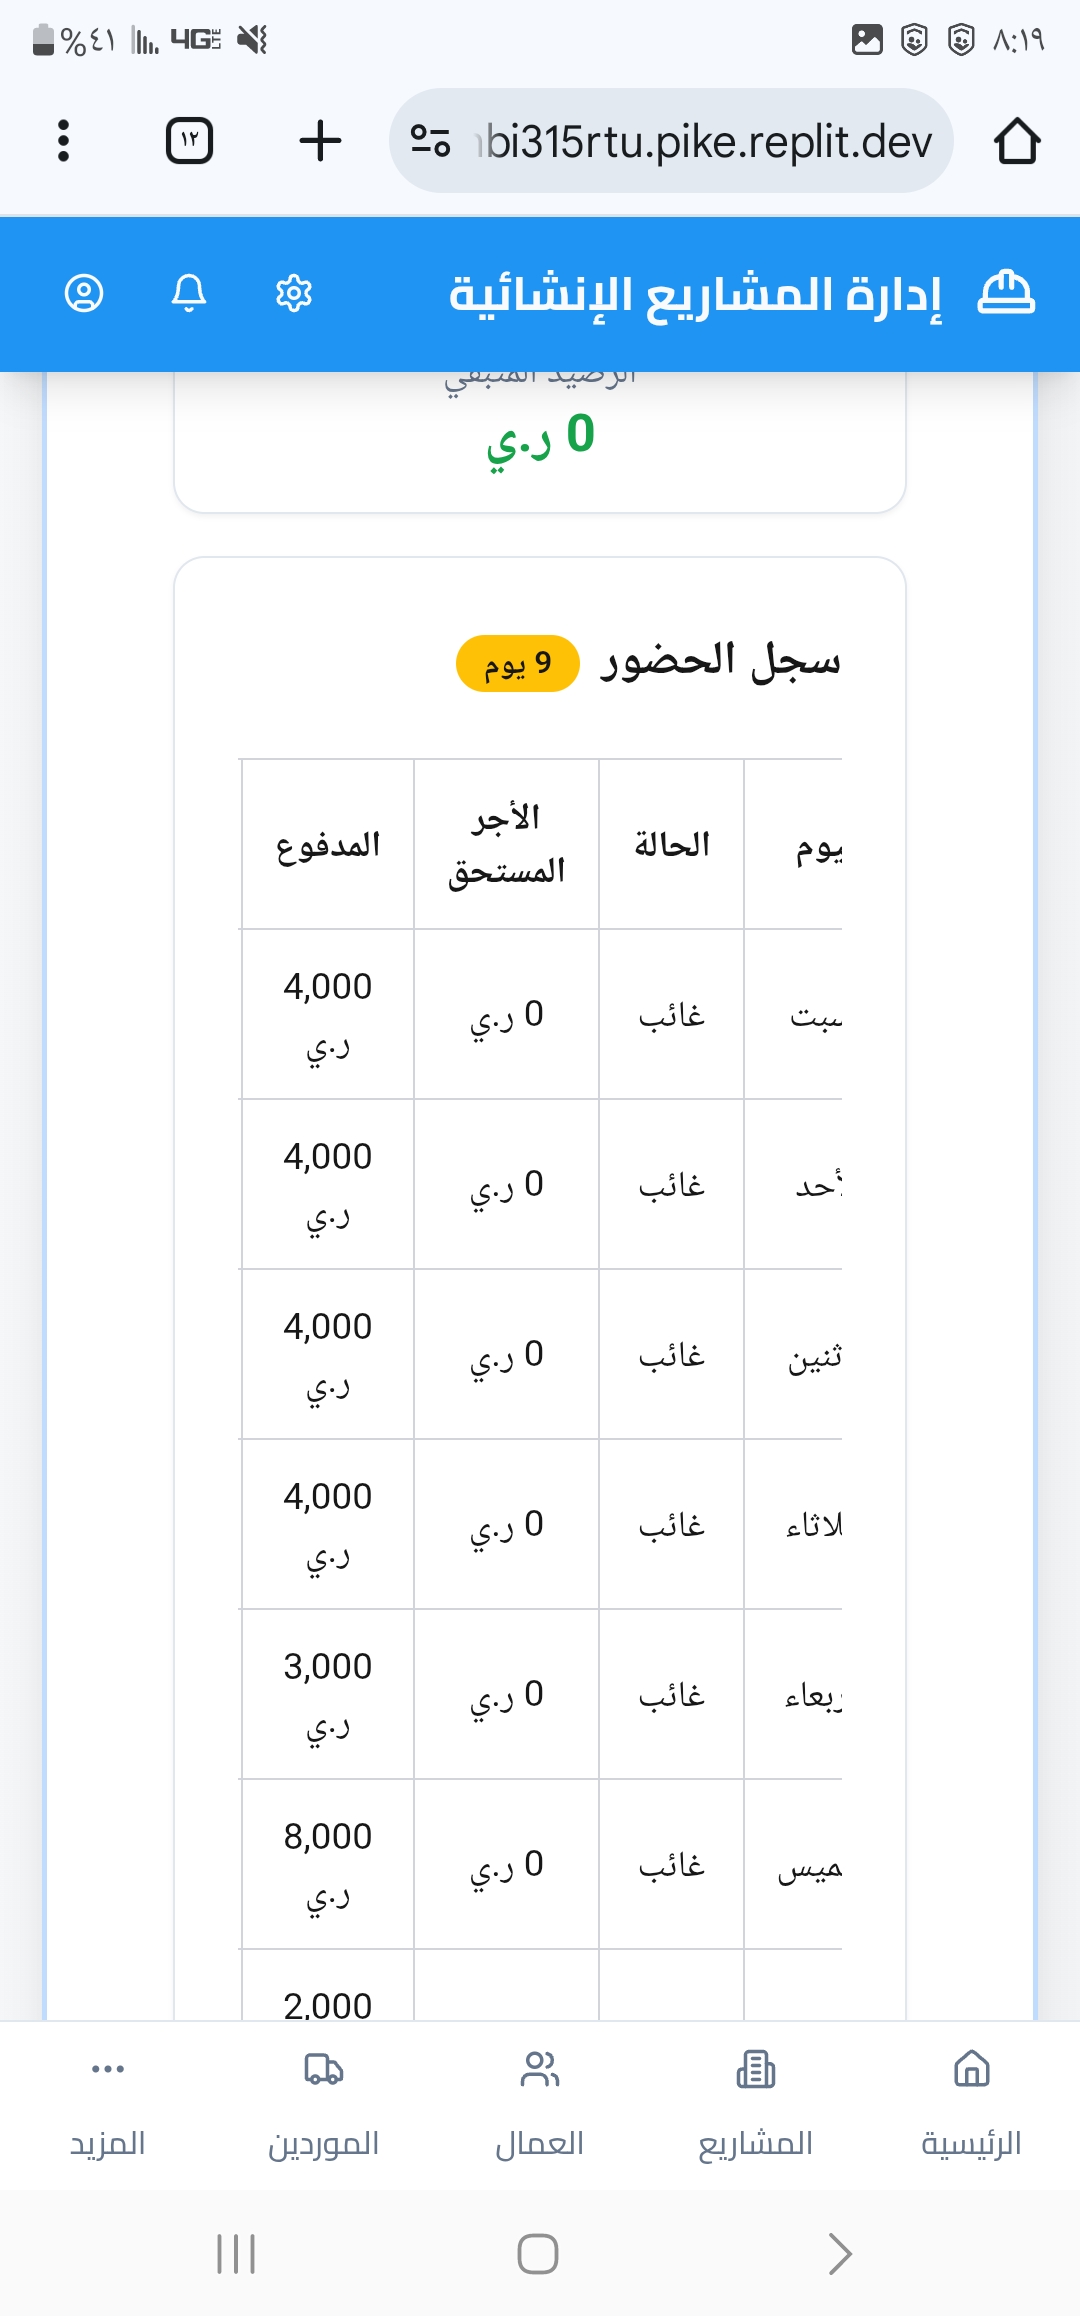 %٤١ 4G LTE ٨:١٩
١٢ bi315rtu.pike.replit.dev
إدارة المشاريع الإنشائية
الرصيد المتبقي
0 ر.ي
سجل الحضور 9 يوم
يوم الحالة الأجر المستحق المدفوع
سبت غائب 0 ر.ي 4,000 ر.ي
أحد غائب 0 ر.ي 4,000 ر.ي
ثنين غائب 0 ر.ي 4,000 ر.ي
لاثاء غائب 0 ر.ي 4,000 ر.ي
ربعاء غائب 0 ر.ي 3,000 ر.ي
ميس غائب 0 ر.ي 8,000 ر.ي
2,000
الرئيسية المشاريع العمال الموردين المزيد